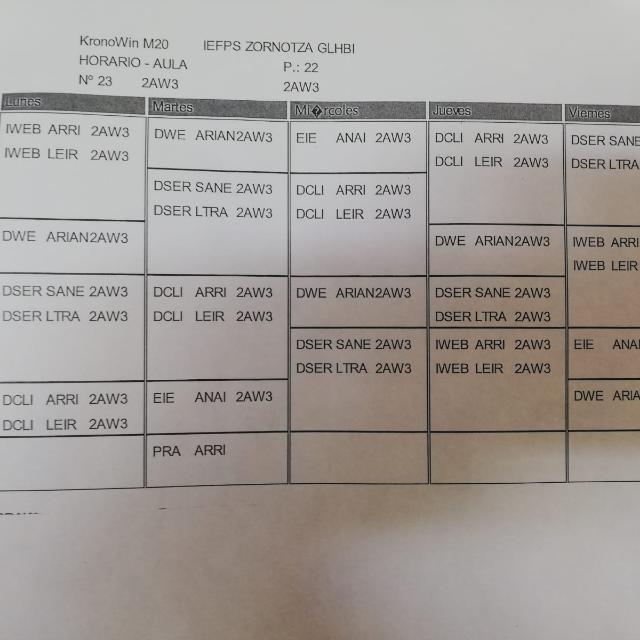 KronoWin M20 IEFPS ZORNOTZA GLHBI
HORARIO - AULA P.: 22
Nº 23 2AW3 2AW3
Lunes Martes Mi�rcoles Jueves Viernes
IWEB ARRI 2AW3
IWEB LEIR 2AW3
DWE ARIAN2AW3
DSER SANE 2AW3
DSER LTRA 2AW3
DCLI ARRI 2AW3
DCLI LEIR 2AW3
DWE ARIAN2AW3
DSER SANE 2AW3
DSER LTRA 2AW3
DCLI ARRI 2AW3
DCLI LEIR 2AW3
EIE ANAI 2AW3
PRA ARRI
EIE ANAI 2AW3
DCLI ARRI 2AW3
DCLI LEIR 2AW3
DWE ARIAN2AW3
DSER SANE 2AW3
DSER LTRA 2AW3
DCLI ARRI 2AW3
DCLI LEIR 2AW3
DWE ARIAN2AW3
DSER SANE 2AW3
DSER LTRA 2AW3
IWEB ARRI 2AW3
IWEB LEIR 2AW3
DSER SANE
DSER LTRA
IWEB ARRI
IWEB LEIR
EIE ANAI
DWE ARIA